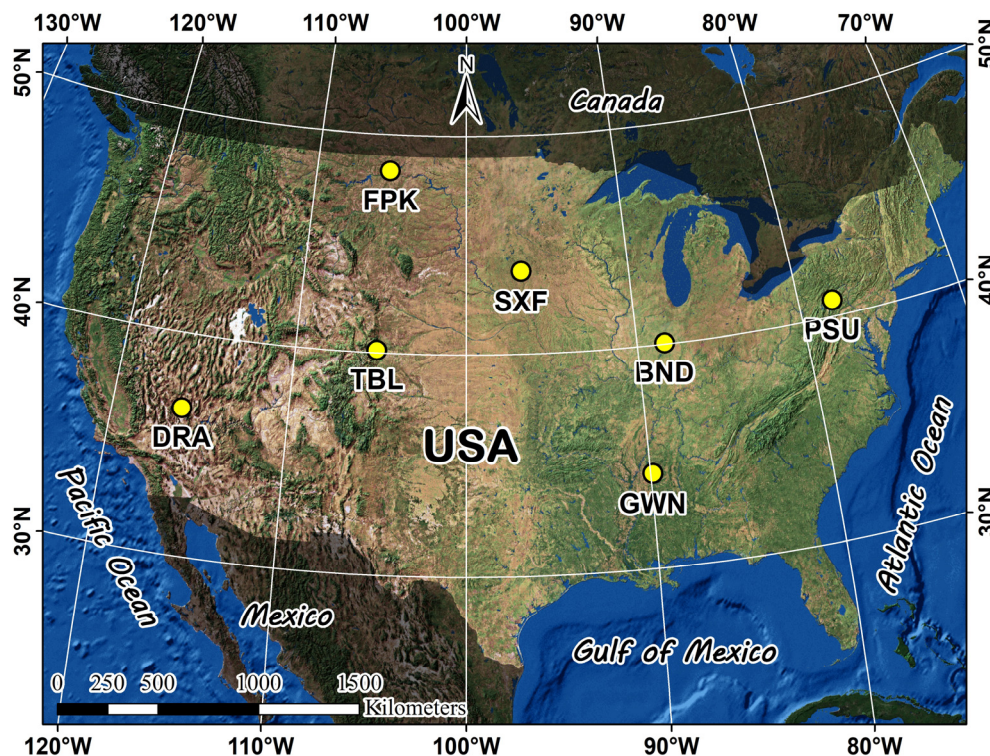 130°W 120°W 110°W 100°W 90°W 80°W 70°W
50°N
50°N
N
Canada
FPK
SXF
40°N
40°N
PSU
BND
TBL
DRA
USA
GWN
Atlantic Ocean
Pacific Ocean
30°N
30°N
Mexico
Gulf of Mexico
0 250 500 1000 1500
Kilometers
120°W 110°W 100°W 90°W 80°W